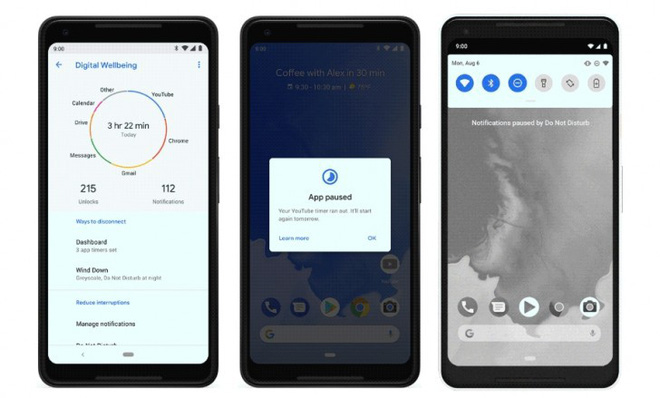 9:00
Digital Wellbeing
Other
YouTube
Calendar
Drive
3 hr 22 min
Today
Chrome
Messages
Gmail
215
112
Unlocks
Notifications
Ways to disconnect
Dashboard
3 app timers set
Wind Down
Greyscale, Do Not Disturb at night
Reduce interruptions
Manage notifications
Do Not Disturb
9:00
Coffee with Alex in 30 min
9:30 - 10:30 am |
App paused
Your YouTube timer ran out. It'll start
again tomorrow.
Learn more
OK
G
9:00
Mon, Aug 6
Notifications paused by Do Not Disturb
G